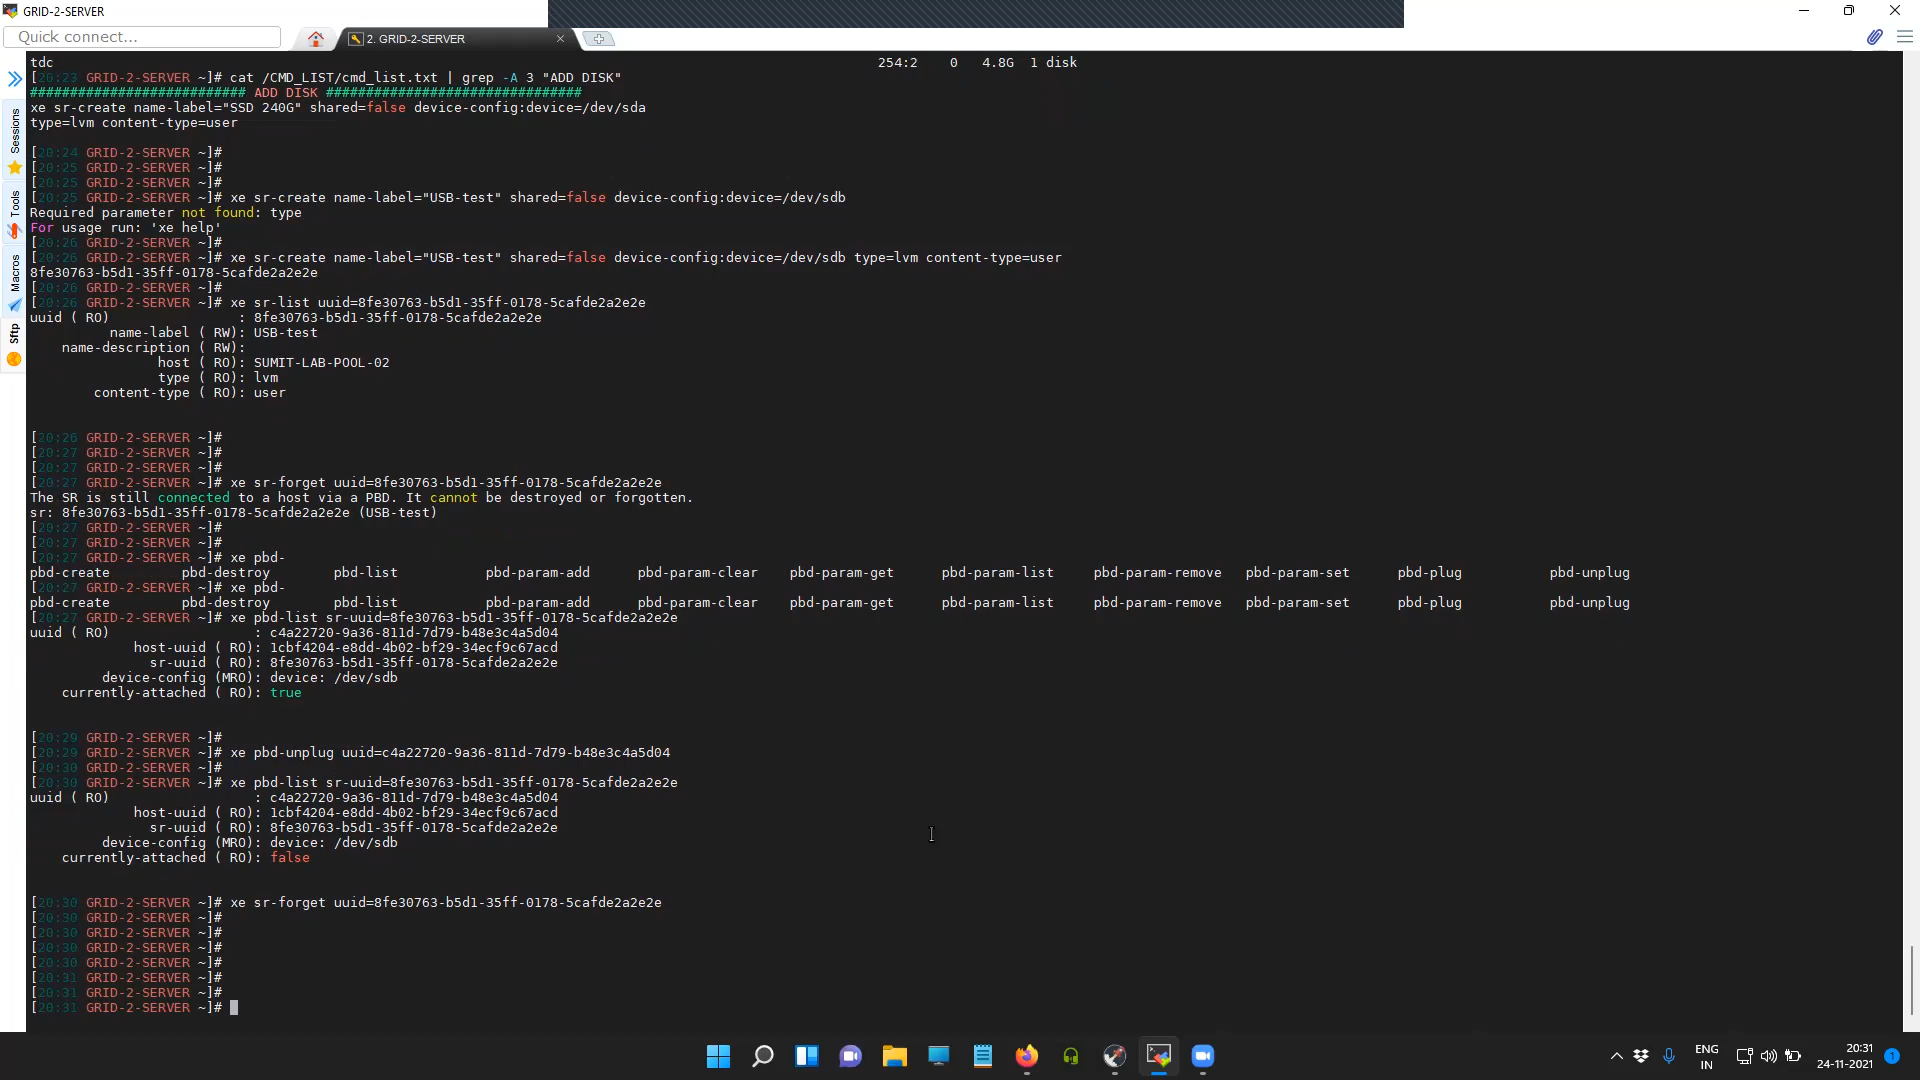 GRID-2-SERVER
Quick connect...
2. GRID-2-SERVER
Sessions
Tools
Macros
Sftp
tdc 254:2 0 4.8G 1 disk
[20:23 GRID-2-SERVER ~]# cat /CMD_LIST/cmd_list.txt | grep -A 3 "ADD DISK"
########################### ADD DISK ################################
xe sr-create name-label="SSD 240G" shared=false device-config:device=/dev/sda
type=lvm content-type=user
[20:24 GRID-2-SERVER ~]#
[20:25 GRID-2-SERVER ~]#
[20:25 GRID-2-SERVER ~]#
[20:25 GRID-2-SERVER ~]# xe sr-create name-label="USB-test" shared=false device-config:device=/dev/sdb
Required parameter not found: type
For usage run: 'xe help'
[20:26 GRID-2-SERVER ~]#
[20:26 GRID-2-SERVER ~]# xe sr-create name-label="USB-test" shared=false device-config:device=/dev/sdb type=lvm content-type=user
8fe30763-b5d1-35ff-0178-5cafde2a2e2e
[20:26 GRID-2-SERVER ~]#
[20:26 GRID-2-SERVER ~]# xe sr-list uuid=8fe30763-b5d1-35ff-0178-5cafde2a2e2e
uuid ( RO) : 8fe30763-b5d1-35ff-0178-5cafde2a2e2e
name-label ( RW): USB-test
name-description ( RW):
host ( RO): SUMIT-LAB-POOL-02
type ( RO): lvm
content-type ( RO): user
[20:26 GRID-2-SERVER ~]#
[20:27 GRID-2-SERVER ~]#
[20:27 GRID-2-SERVER ~]#
[20:27 GRID-2-SERVER ~]# xe sr-forget uuid=8fe30763-b5d1-35ff-0178-5cafde2a2e2e
The SR is still connected to a host via a PBD. It cannot be destroyed or forgotten.
sr: 8fe30763-b5d1-35ff-0178-5cafde2a2e2e (USB-test)
[20:27 GRID-2-SERVER ~]#
[20:27 GRID-2-SERVER ~]#
[20:27 GRID-2-SERVER ~]# xe pbd-
pbd-create pbd-destroy pbd-list pbd-param-add pbd-param-clear pbd-param-get pbd-param-list pbd-param-remove pbd-param-set pbd-plug pbd-unplug
[20:27 GRID-2-SERVER ~]# xe pbd-
pbd-create pbd-destroy pbd-list pbd-param-add pbd-param-clear pbd-param-get pbd-param-list pbd-param-remove pbd-param-set pbd-plug pbd-unplug
[20:27 GRID-2-SERVER ~]# xe pbd-list sr-uuid=8fe30763-b5d1-35ff-0178-5cafde2a2e2e
uuid ( RO) : c4a22720-9a36-811d-7d79-b48e3c4a5d04
host-uuid ( RO): 1cbf4204-e8dd-4b02-bf29-34ecf9c67acd
sr-uuid ( RO): 8fe30763-b5d1-35ff-0178-5cafde2a2e2e
device-config (MRO): device: /dev/sdb
currently-attached ( RO): true
[20:29 GRID-2-SERVER ~]#
[20:29 GRID-2-SERVER ~]# xe pbd-unplug uuid=c4a22720-9a36-811d-7d79-b48e3c4a5d04
[20:30 GRID-2-SERVER ~]#
[20:30 GRID-2-SERVER ~]# xe pbd-list sr-uuid=8fe30763-b5d1-35ff-0178-5cafde2a2e2e
uuid ( RO) : c4a22720-9a36-811d-7d79-b48e3c4a5d04
host-uuid ( RO): 1cbf4204-e8dd-4b02-bf29-34ecf9c67acd
sr-uuid ( RO): 8fe30763-b5d1-35ff-0178-5cafde2a2e2e
device-config (MRO): device: /dev/sdb
currently-attached ( RO): false
[20:30 GRID-2-SERVER ~]# xe sr-forget uuid=8fe30763-b5d1-35ff-0178-5cafde2a2e2e
[20:30 GRID-2-SERVER ~]#
[20:30 GRID-2-SERVER ~]#
[20:30 GRID-2-SERVER ~]#
[20:30 GRID-2-SERVER ~]#
[20:31 GRID-2-SERVER ~]#
[20:31 GRID-2-SERVER ~]#
[20:31 GRID-2-SERVER ~]#
ENG
IN
20:31
24-11-2021
1